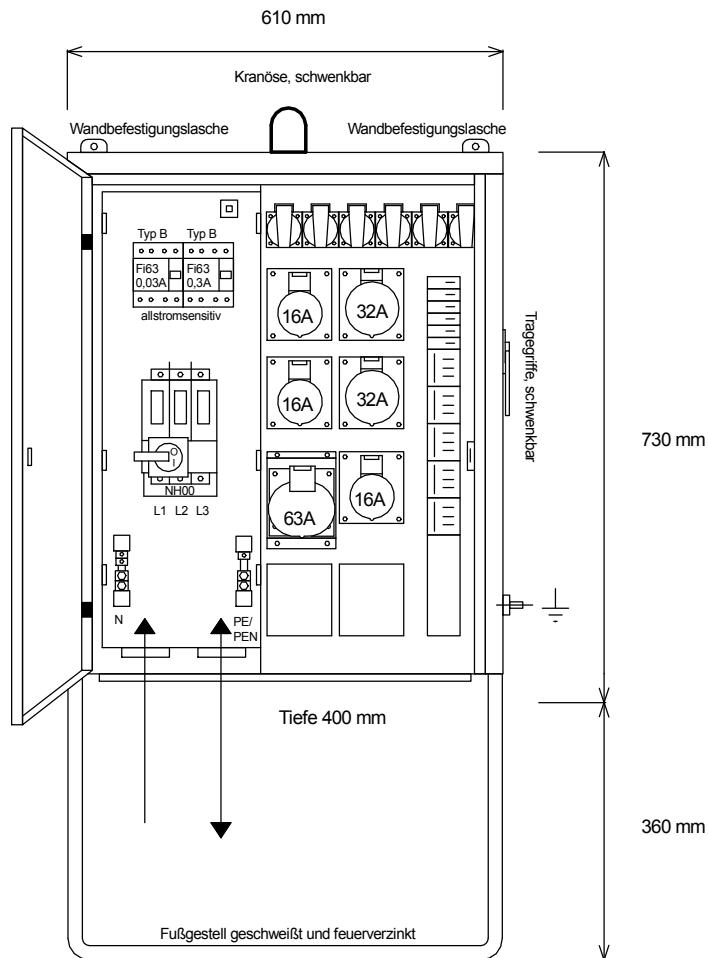 610 mm
Kranöse, schwenkbar
Wandbefestigungslasche
Wandbefestigungslasche
Typ B
Typ B
Fi63
0,03A
Fi63
0,3A
allstromsensitiv
16A
32A
Tragegriffe, schwenkbar
16A
32A
730 mm
O
I
NH00
L1 L2 L3
63A
16A
N
PE/
PEN
Tiefe 400 mm
360 mm
Fußgestell geschweißt und feuerverzinkt